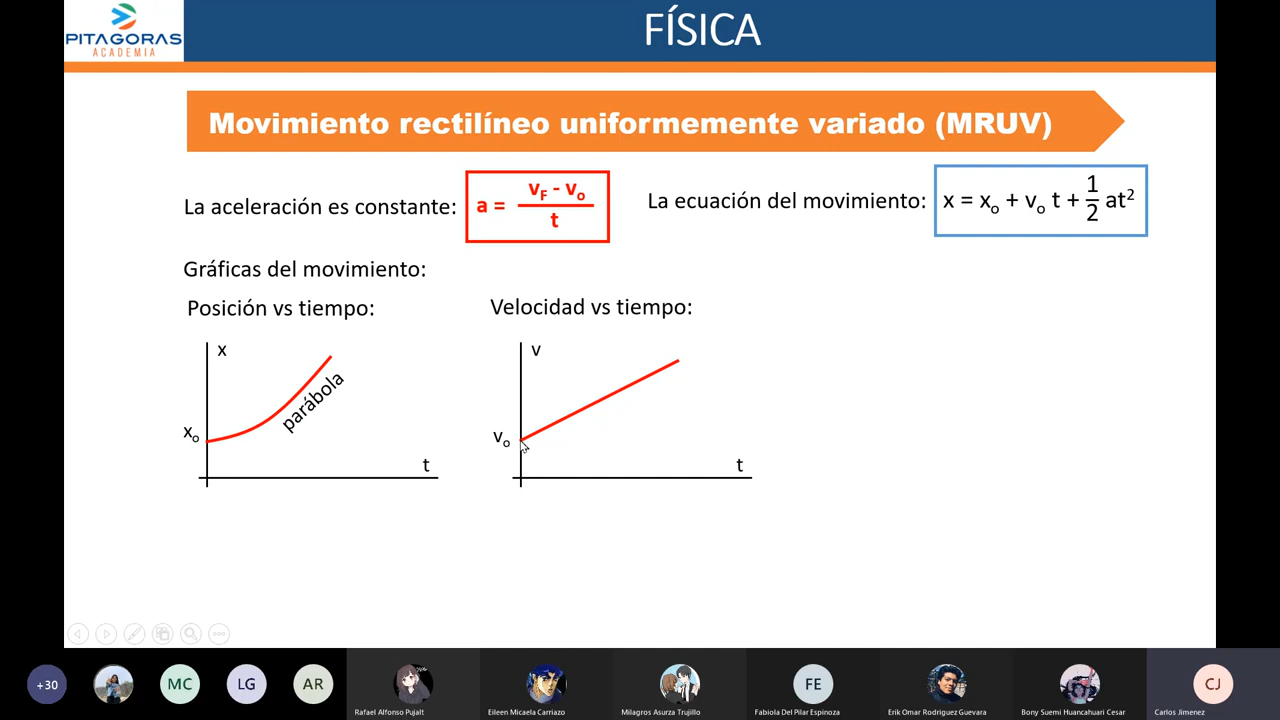 PITAGORAS
ACADEMIA
FÍSICA
Movimiento rectilíneo uniformemente variado (MRUV)
La aceleración es constante: a = (vF - vo) / t
La ecuación del movimiento: x = xo + vo t + 1/2 at²
Gráficas del movimiento:
Posición vs tiempo:
Velocidad vs tiempo:
x
parábola
xo
t
v
vo
t
+30
MC
LG
AR
FE
CJ
Rafael Alfonso Pujalt
Eileen Micaela Carriazo
Milagros Asurza Trujillo
Fabiola Del Pilar Espinoza
Erik Omar Rodriguez Guevara
Bony Suemi Huancahuari Cesar
Carlos Jimenez